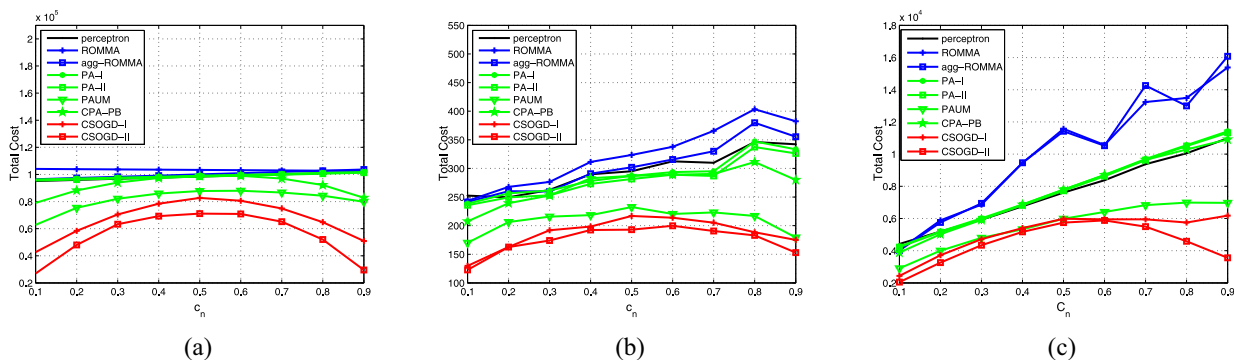 x 10⁵
2
1.8
1.6
1.4
1.2
1
0.8
0.6
0.4
0.2
0.1 0.2 0.3 0.4 0.5 0.6 0.7 0.8 0.9
Total Cost
c_n
perceptron
ROMMA
agg−ROMMA
PA−I
PA−II
PAUM
CPA−PB
CSOGD−I
CSOGD−II
(a)
550
500
450
400
350
300
250
200
150
100
0.1 0.2 0.3 0.4 0.5 0.6 0.7 0.8 0.9
Total Cost
c_n
perceptron
ROMMA
agg−ROMMA
PA−I
PA−II
PAUM
CPA−PB
CSOGD−I
CSOGD−II
(b)
x 10⁴
2
1.8
1.6
1.4
1.2
1
0.8
0.6
0.4
0.2
0.1 0.2 0.3 0.4 0.5 0.6 0.7 0.8 0.9
Total Cost
C_n
perceptron
ROMMA
agg−ROMMA
PA−I
PA−II
PAUM
CPA−PB
CSOGD−I
CSOGD−II
(c)